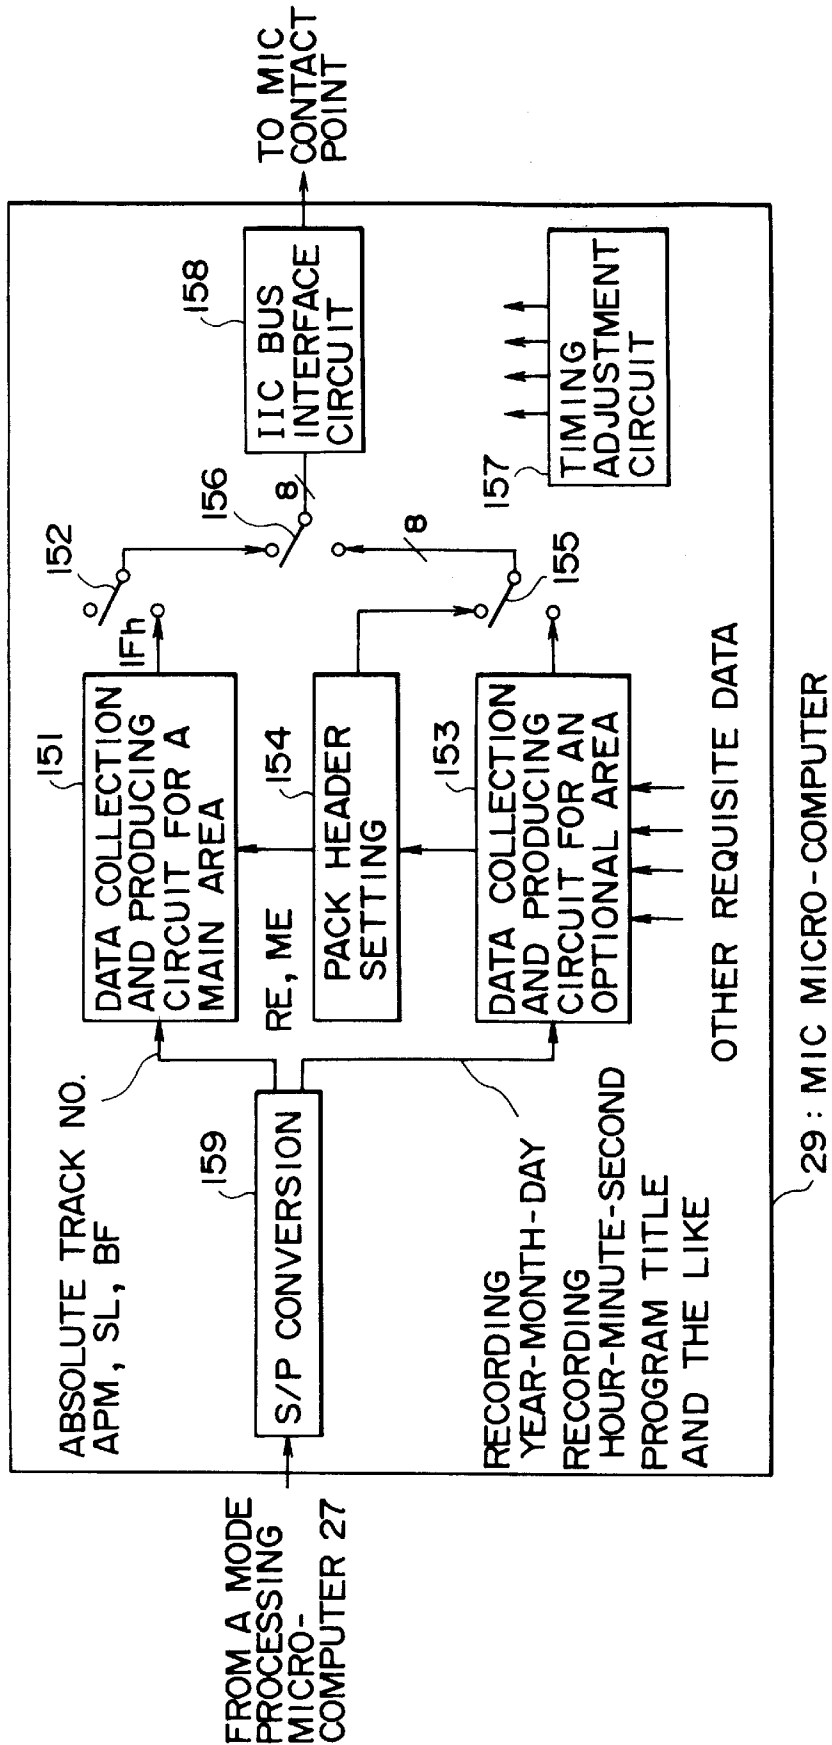 FROM A MODE
PROCESSING
MICRO-
COMPUTER 27
ABSOLUTE TRACK NO.
APM, SL, BF
159
S/P CONVERSION
RECORDING
YEAR-MONTH-DAY
RECORDING
HOUR-MINUTE-SECOND
PROGRAM TITLE
AND THE LIKE
151
DATA COLLECTION
AND PRODUCING
CIRCUIT FOR A
MAIN AREA
RE, ME
154
PACK HEADER
SETTING
153
DATA COLLECTION
AND PRODUCING
CIRCUIT FOR AN
OPTIONAL AREA
OTHER REQUISITE DATA
IFh
152
156
8
8
155
158
IIC BUS
INTERFACE
CIRCUIT
157
TIMING
ADJUSTMENT
CIRCUIT
TO MIC
CONTACT
POINT
29: MIC MICRO-COMPUTER